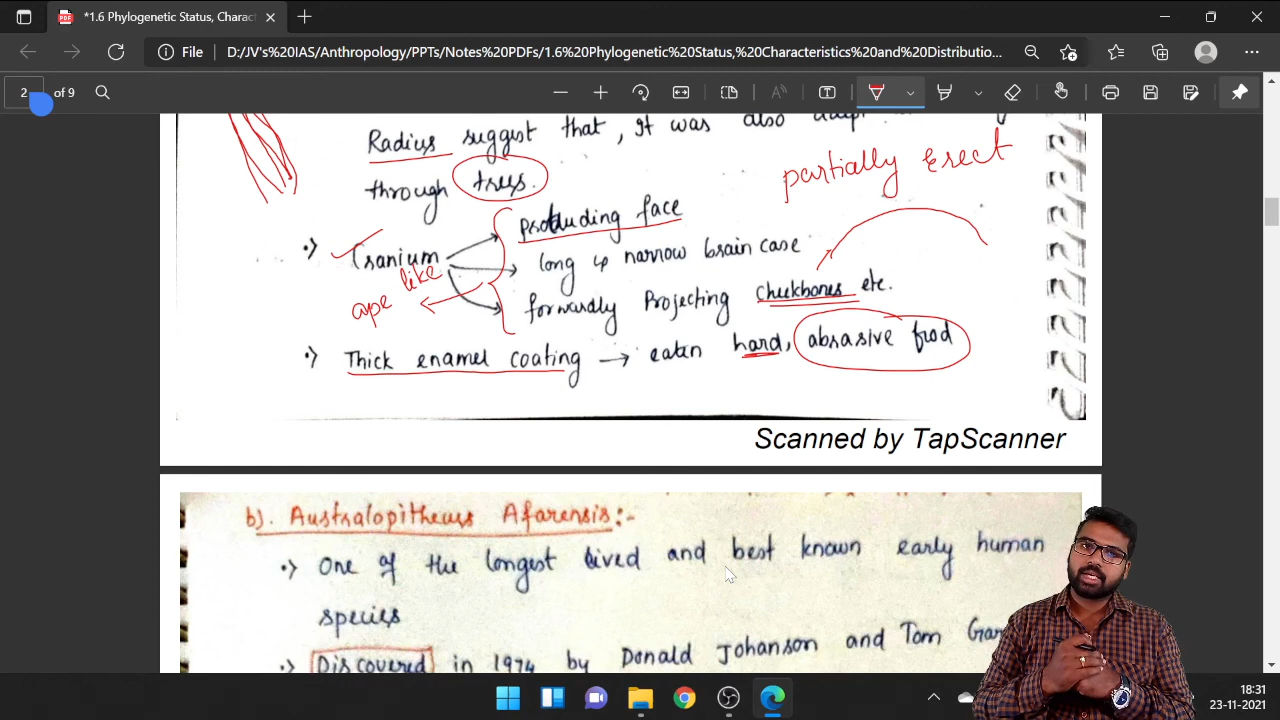 *1.6 Phylogenetic Status, Charac
File
D:/JV's%20IAS/Anthropology/PPTs/Notes%20PDFs/1.6%20Phylogenetic%20Status,%20Characteristics%20and%20Distributio...
2 of 9
Radius suggest that, it was also
partially Erect
through trees.
Cranium
protuding face
long & narrow brain case
ape like
forwardly Projecting cheekbones etc.
Thick enamel coating → eaten hard, abrasive food
Scanned by TapScanner
b). Australopithecus Afarensis:-
One of the longest lived and best known early human
species
Discovered in 1974 by Donald Johanson and Tom
18:31
23-11-2021